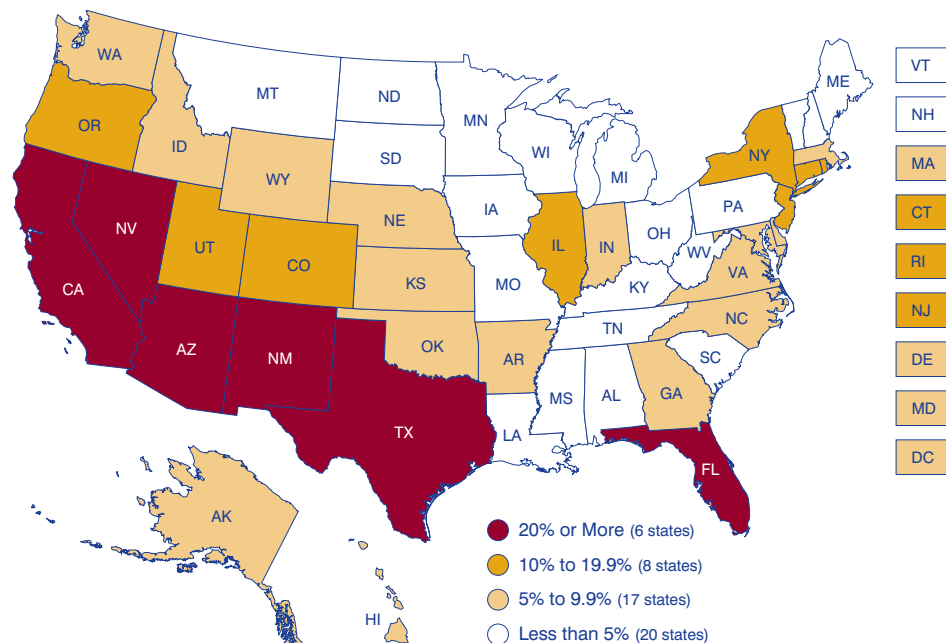 WA
MT
ND
MN
ME
VT
NH
OR
ID
SD
WI
MI
NY
MA
WY
IA
PA
CT
NV
UT
CO
NE
IL
IN
OH
WV
VA
RI
CA
KS
MO
KY
NJ
AZ
NM
OK
AR
TN
NC
SC
DE
TX
LA
MS
AL
GA
MD
FL
DC
AK
HI
20% or More (6 states)
10% to 19.9% (8 states)
5% to 9.9% (17 states)
Less than 5% (20 states)